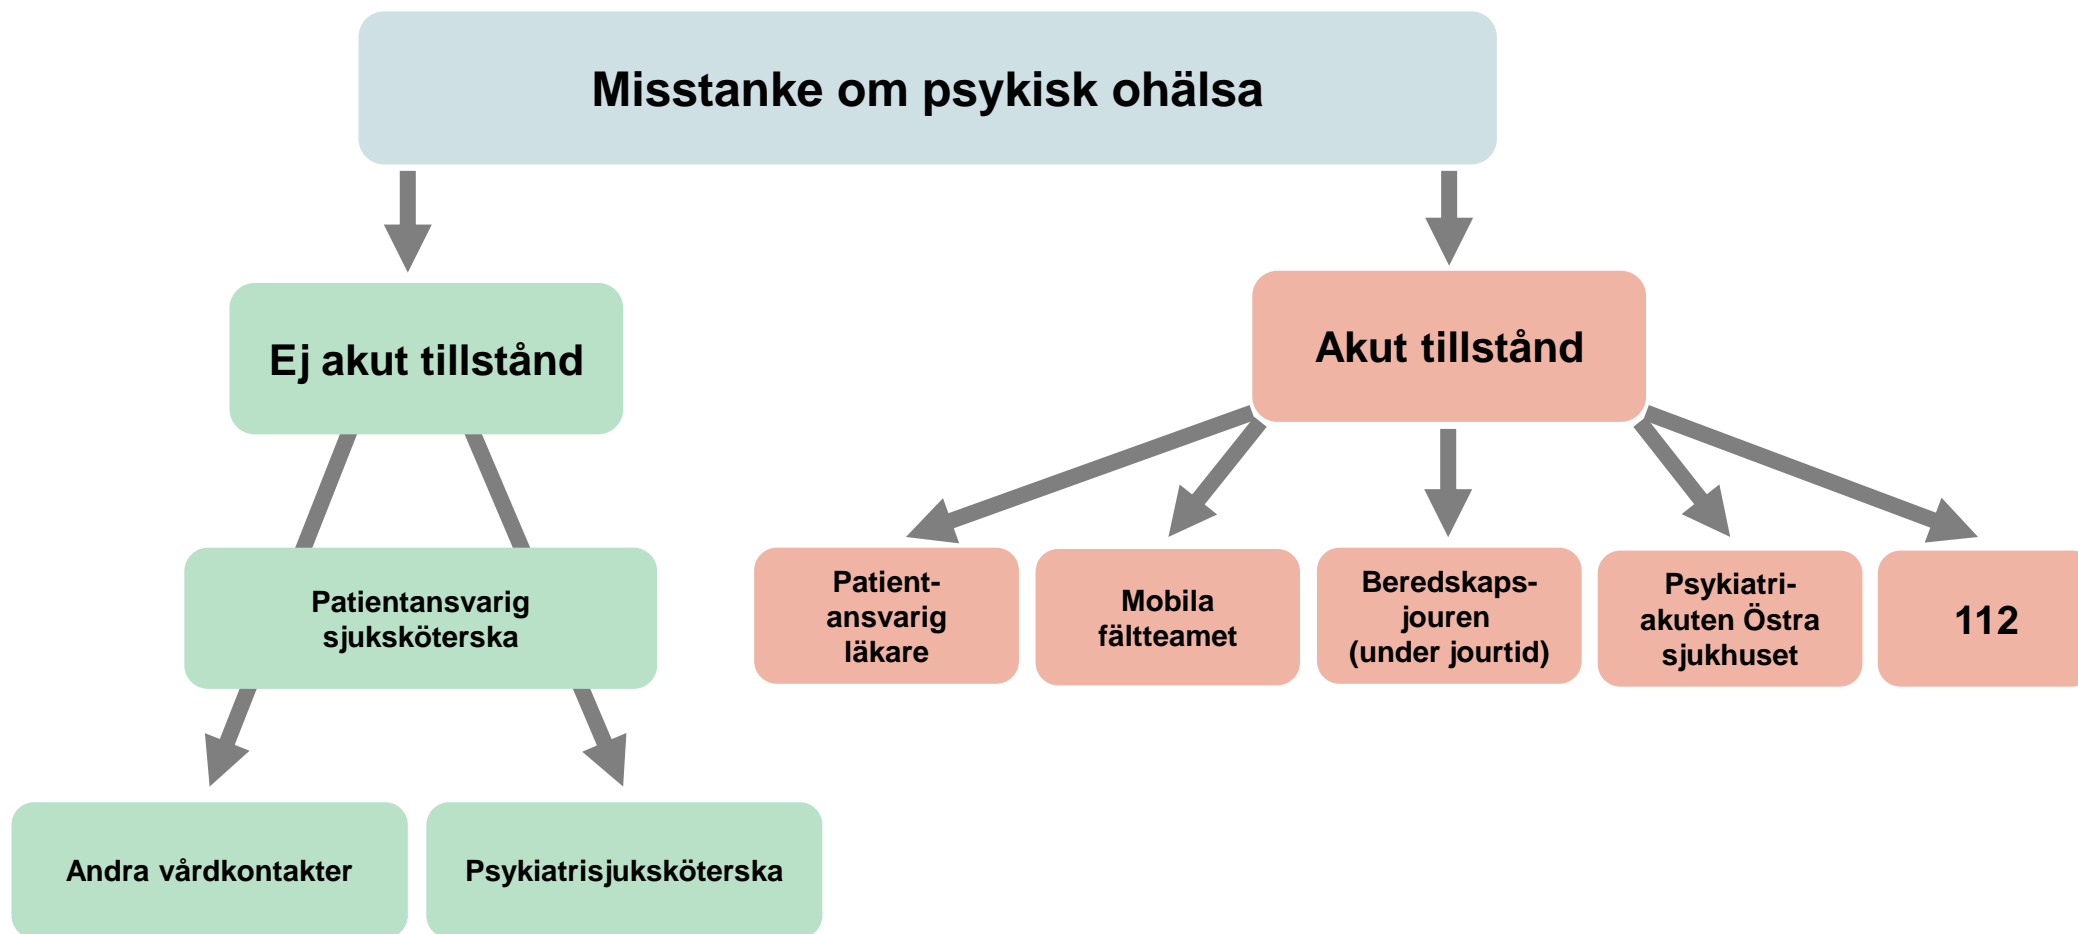 Misstanke om psykisk ohälsa
Ej akut tillstånd
Akut tillstånd
Patientansvarig
sjuksköterska
Patient-
ansvarig
läkare
Mobila
fältteamet
Beredskaps-
jouren
(under jourtid)
Psykiatri-
akuten Östra
sjukhuset
112
Andra vårdkontakter
Psykiatrisjuksköterska